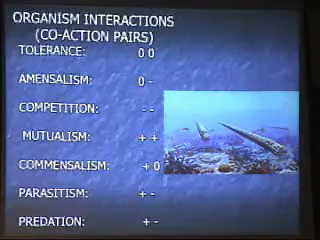 ORGANISM INTERACTIONS
(CO-ACTION PAIRS)
TOLERANCE: 0 0
AMENSALISM: 0 -
COMPETITION: - -
MUTUALISM: + +
COMMENSALISM: + 0
PARASITISM: + -
PREDATION: + -